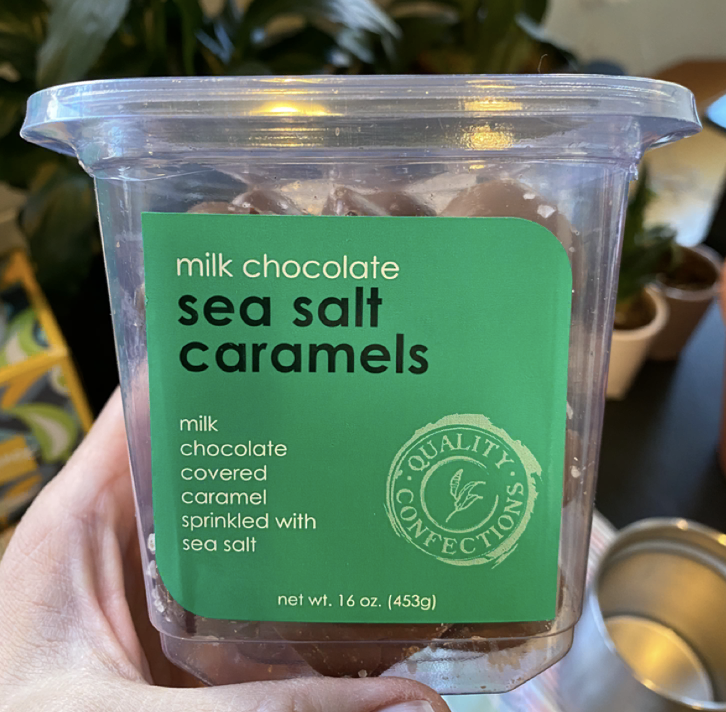 milk chocolate
sea salt
caramels
milk
chocolate
covered
caramel
sprinkled with
sea salt
· QUALITY ·
CONFECTIONS
net wt. 16 oz. (453g)